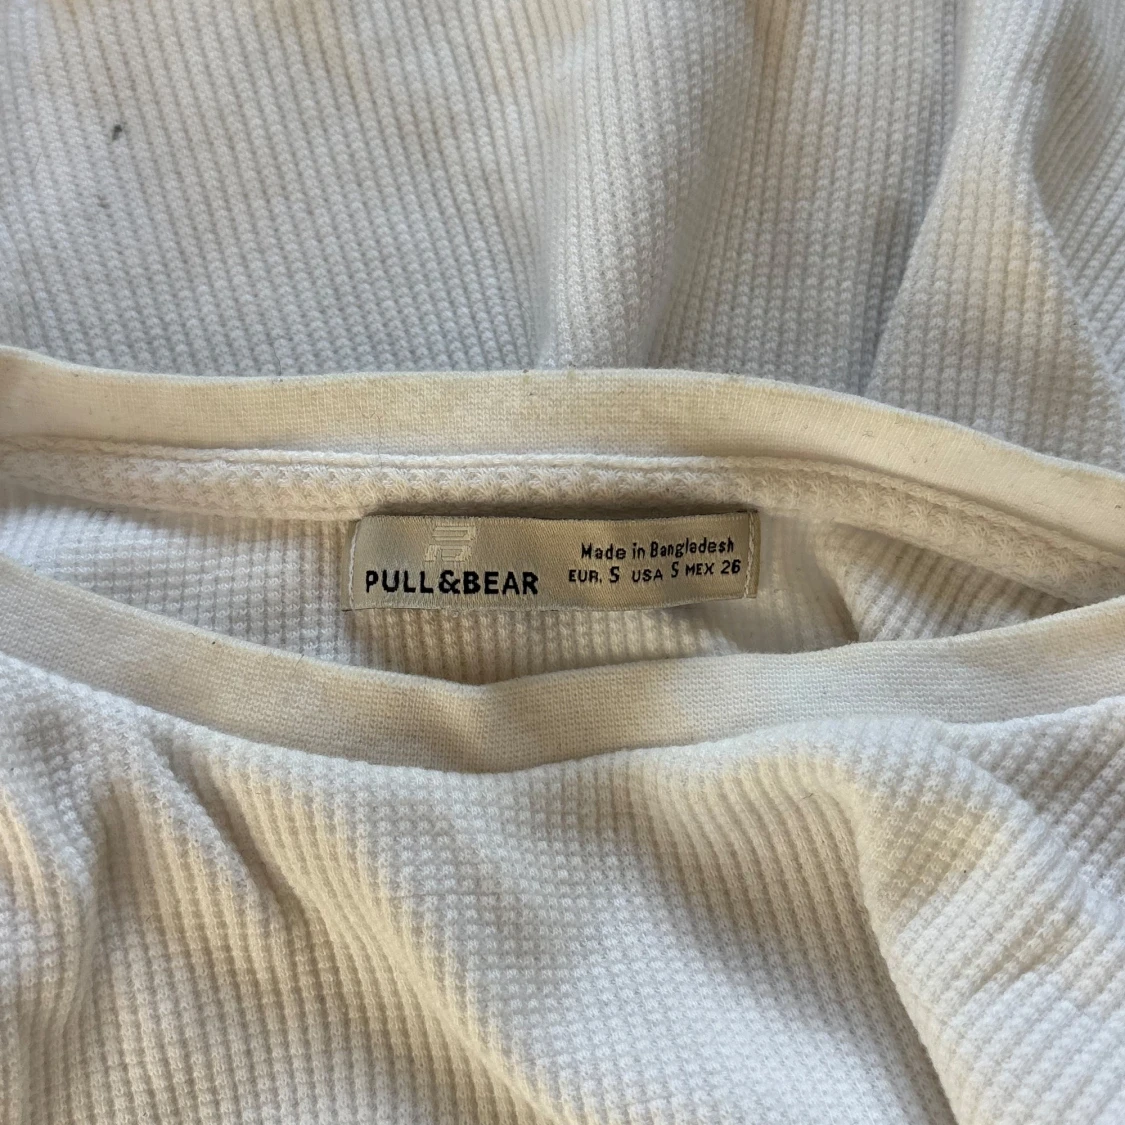 PULL&BEAR
Made in Bangladesh
EUR. S USA S MEX 26